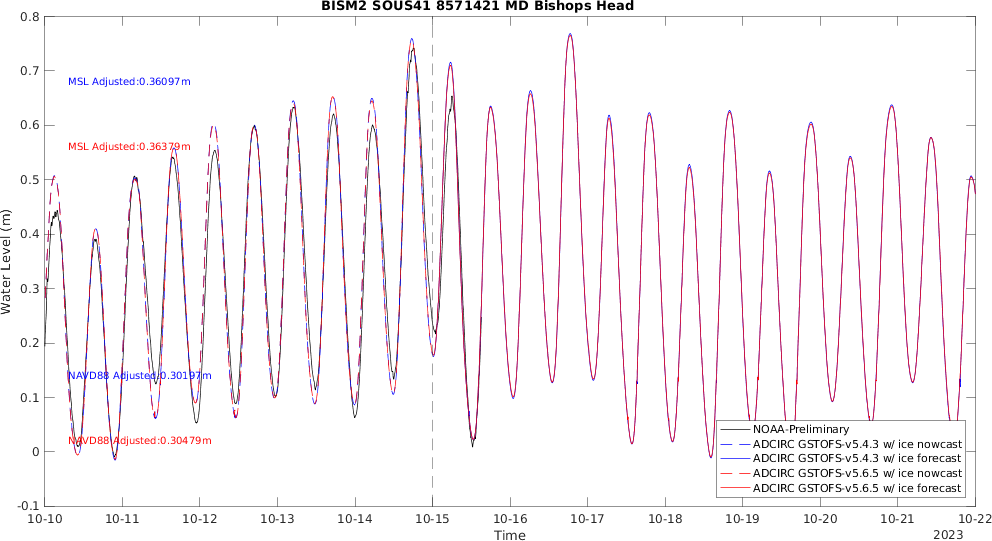 BISM2 SOUS41 8571421 MD Bishops Head
0.8
0.7
MSL Adjusted:0.36097m
0.6
MSL Adjusted:0.36379m
0.5
0.4
Water Level (m)
0.3
0.2
NAVD88 Adjusted:0.30197m
0.1
NAVD88 Adjusted:0.30479m
0
-0.1
NOAA-Preliminary
ADCIRC GSTOFS-v5.4.3 w/ ice nowcast
ADCIRC GSTOFS-v5.4.3 w/ ice forecast
ADCIRC GSTOFS-v5.6.5 w/ ice nowcast
ADCIRC GSTOFS-v5.6.5 w/ ice forecast
10-10 10-11 10-12 10-13 10-14 10-15 10-16 10-17 10-18 10-19 10-20 10-21 10-22
Time
2023